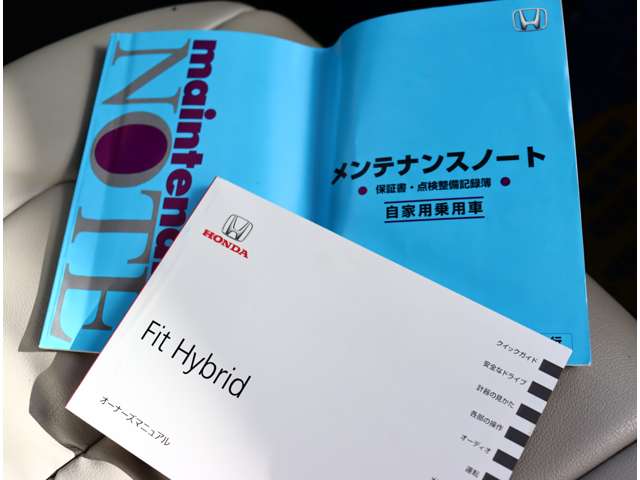 maintena
NOTE
メンテナンスノート
保証書・点検整備記録簿
自家用乗用車
行
HONDA
Fit Hybrid
オーナーズマニュアル
クイックガイド
安全なドライブ
計器の見かた
各部の操作
オーディオ
運転